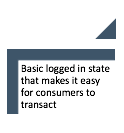 Basic logged in state
that makes it easy
for consumers to
transact